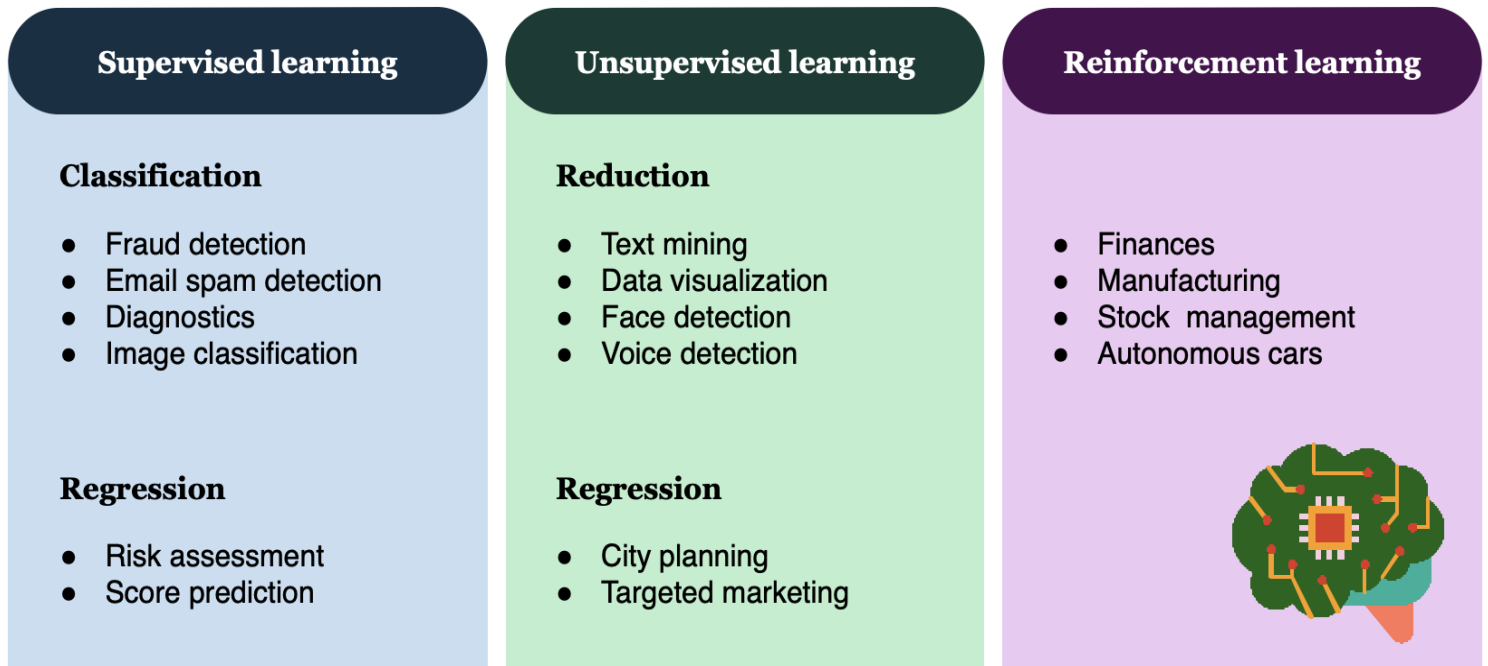 Supervised learning
Classification
● Fraud detection
● Email spam detection
● Diagnostics
● Image classification
Regression
● Risk assessment
● Score prediction
Unsupervised learning
Reduction
● Text mining
● Data visualization
● Face detection
● Voice detection
Regression
● City planning
● Targeted marketing
Reinforcement learning
● Finances
● Manufacturing
● Stock  management
● Autonomous cars